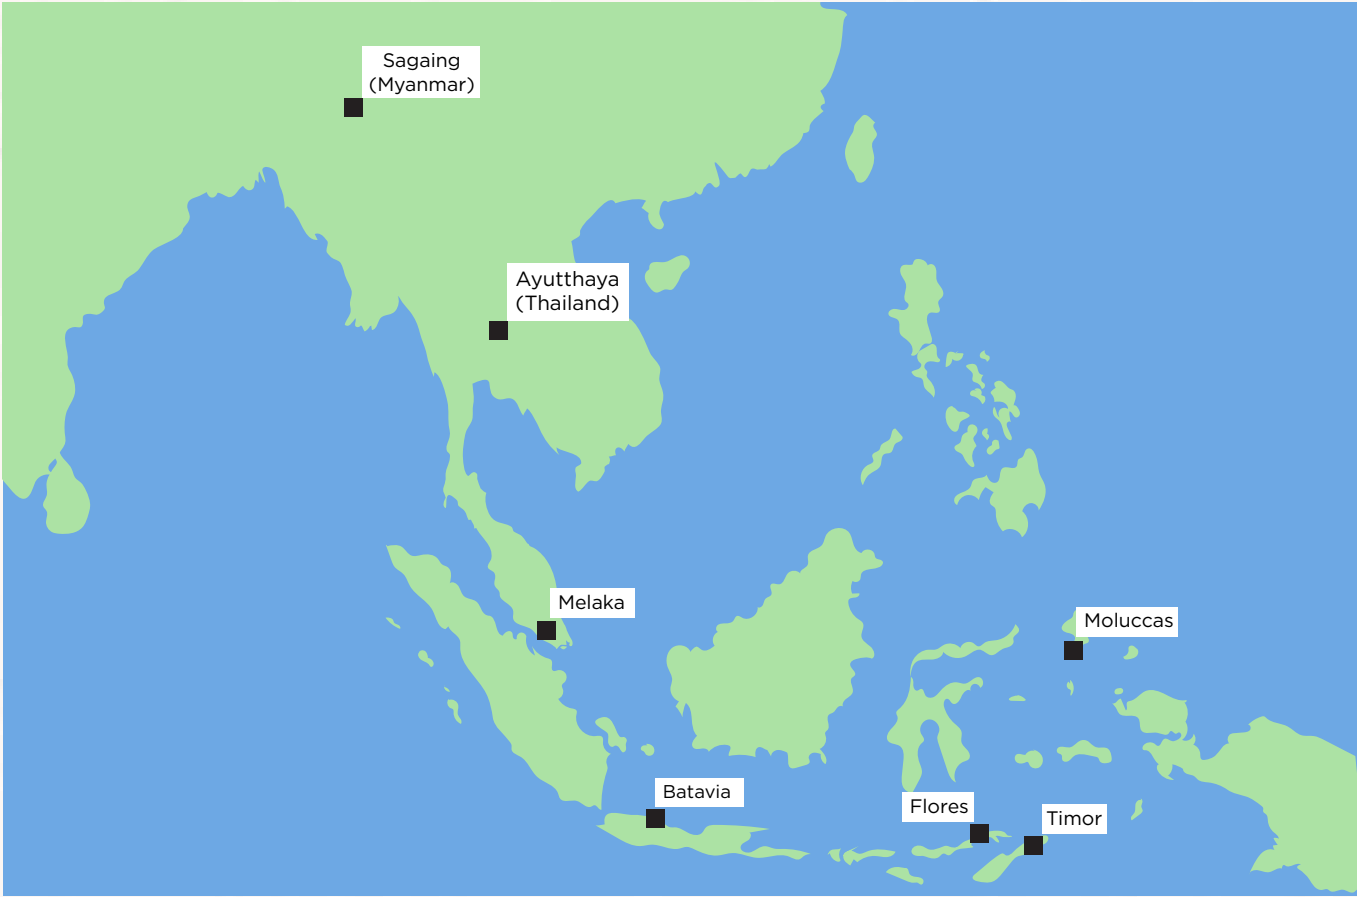 Sagaing
(Myanmar)
Ayutthaya
(Thailand)
Melaka
Moluccas
Batavia
Flores
Timor